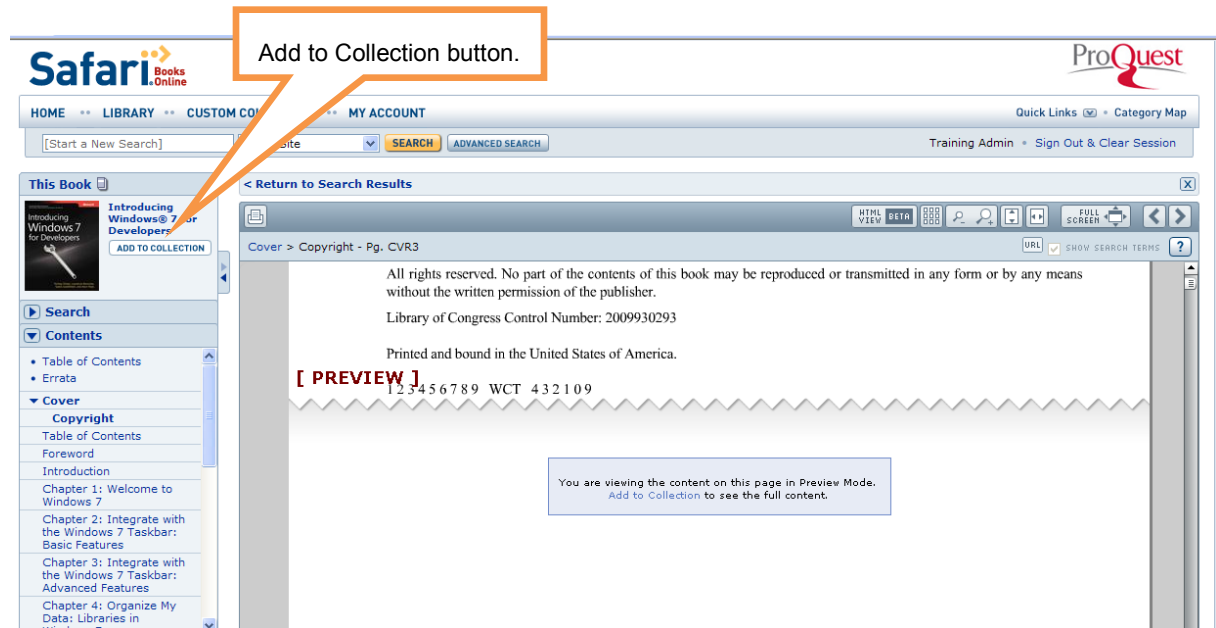 Add to Collection button.
Safari Books Online
ProQuest
HOME LIBRARY CUSTOM MY ACCOUNT
Quick Links Category Map
[Start a New Search]
SEARCH
ADVANCED SEARCH
Training Admin • Sign Out & Clear Session
This Book
Introducing
Windows 7
for Developers
Introducing
Windows® 7 for
Developers
ADD TO COLLECTION
Search
Contents
• Table of Contents
• Errata
Cover
Copyright
Table of Contents
Foreword
Introduction
Chapter 1: Welcome to
Windows 7
Chapter 2: Integrate with
the Windows 7 Taskbar:
Basic Features
Chapter 3: Integrate with
the Windows 7 Taskbar:
Advanced Features
Chapter 4: Organize My
Data: Libraries in
< Return to Search Results
X
HTML VIEW BETA
FULL SCREEN
Cover > Copyright - Pg. CVR3
URL
SHOW SEARCH TERMS
?
All rights reserved. No part of the contents of this book may be reproduced or transmitted in any form or by any means
without the written permission of the publisher.
Library of Congress Control Number: 2009930293
Printed and bound in the United States of America.
[ PREVIEW ]
1 2 3 4 5 6 7 8 9 WCT 4 3 2 1 0 9
You are viewing the content on this page in Preview Mode.
Add to Collection to see the full content.